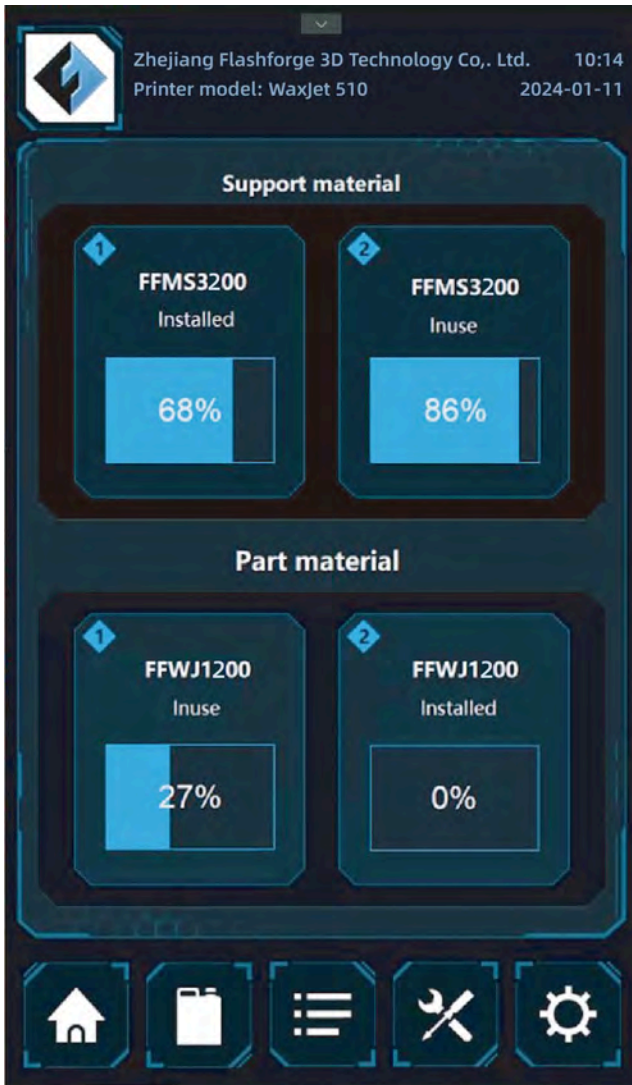 Zhejiang Flashforge 3D Technology Co,. Ltd. 10:14
Printer model: WaxJet 510 2024-01-11
Support material
1 2
FFMS3200 FFMS3200
Installed Inuse
68% 86%
Part material
1 2
FFWJ1200 FFWJ1200
Inuse Installed
27% 0%